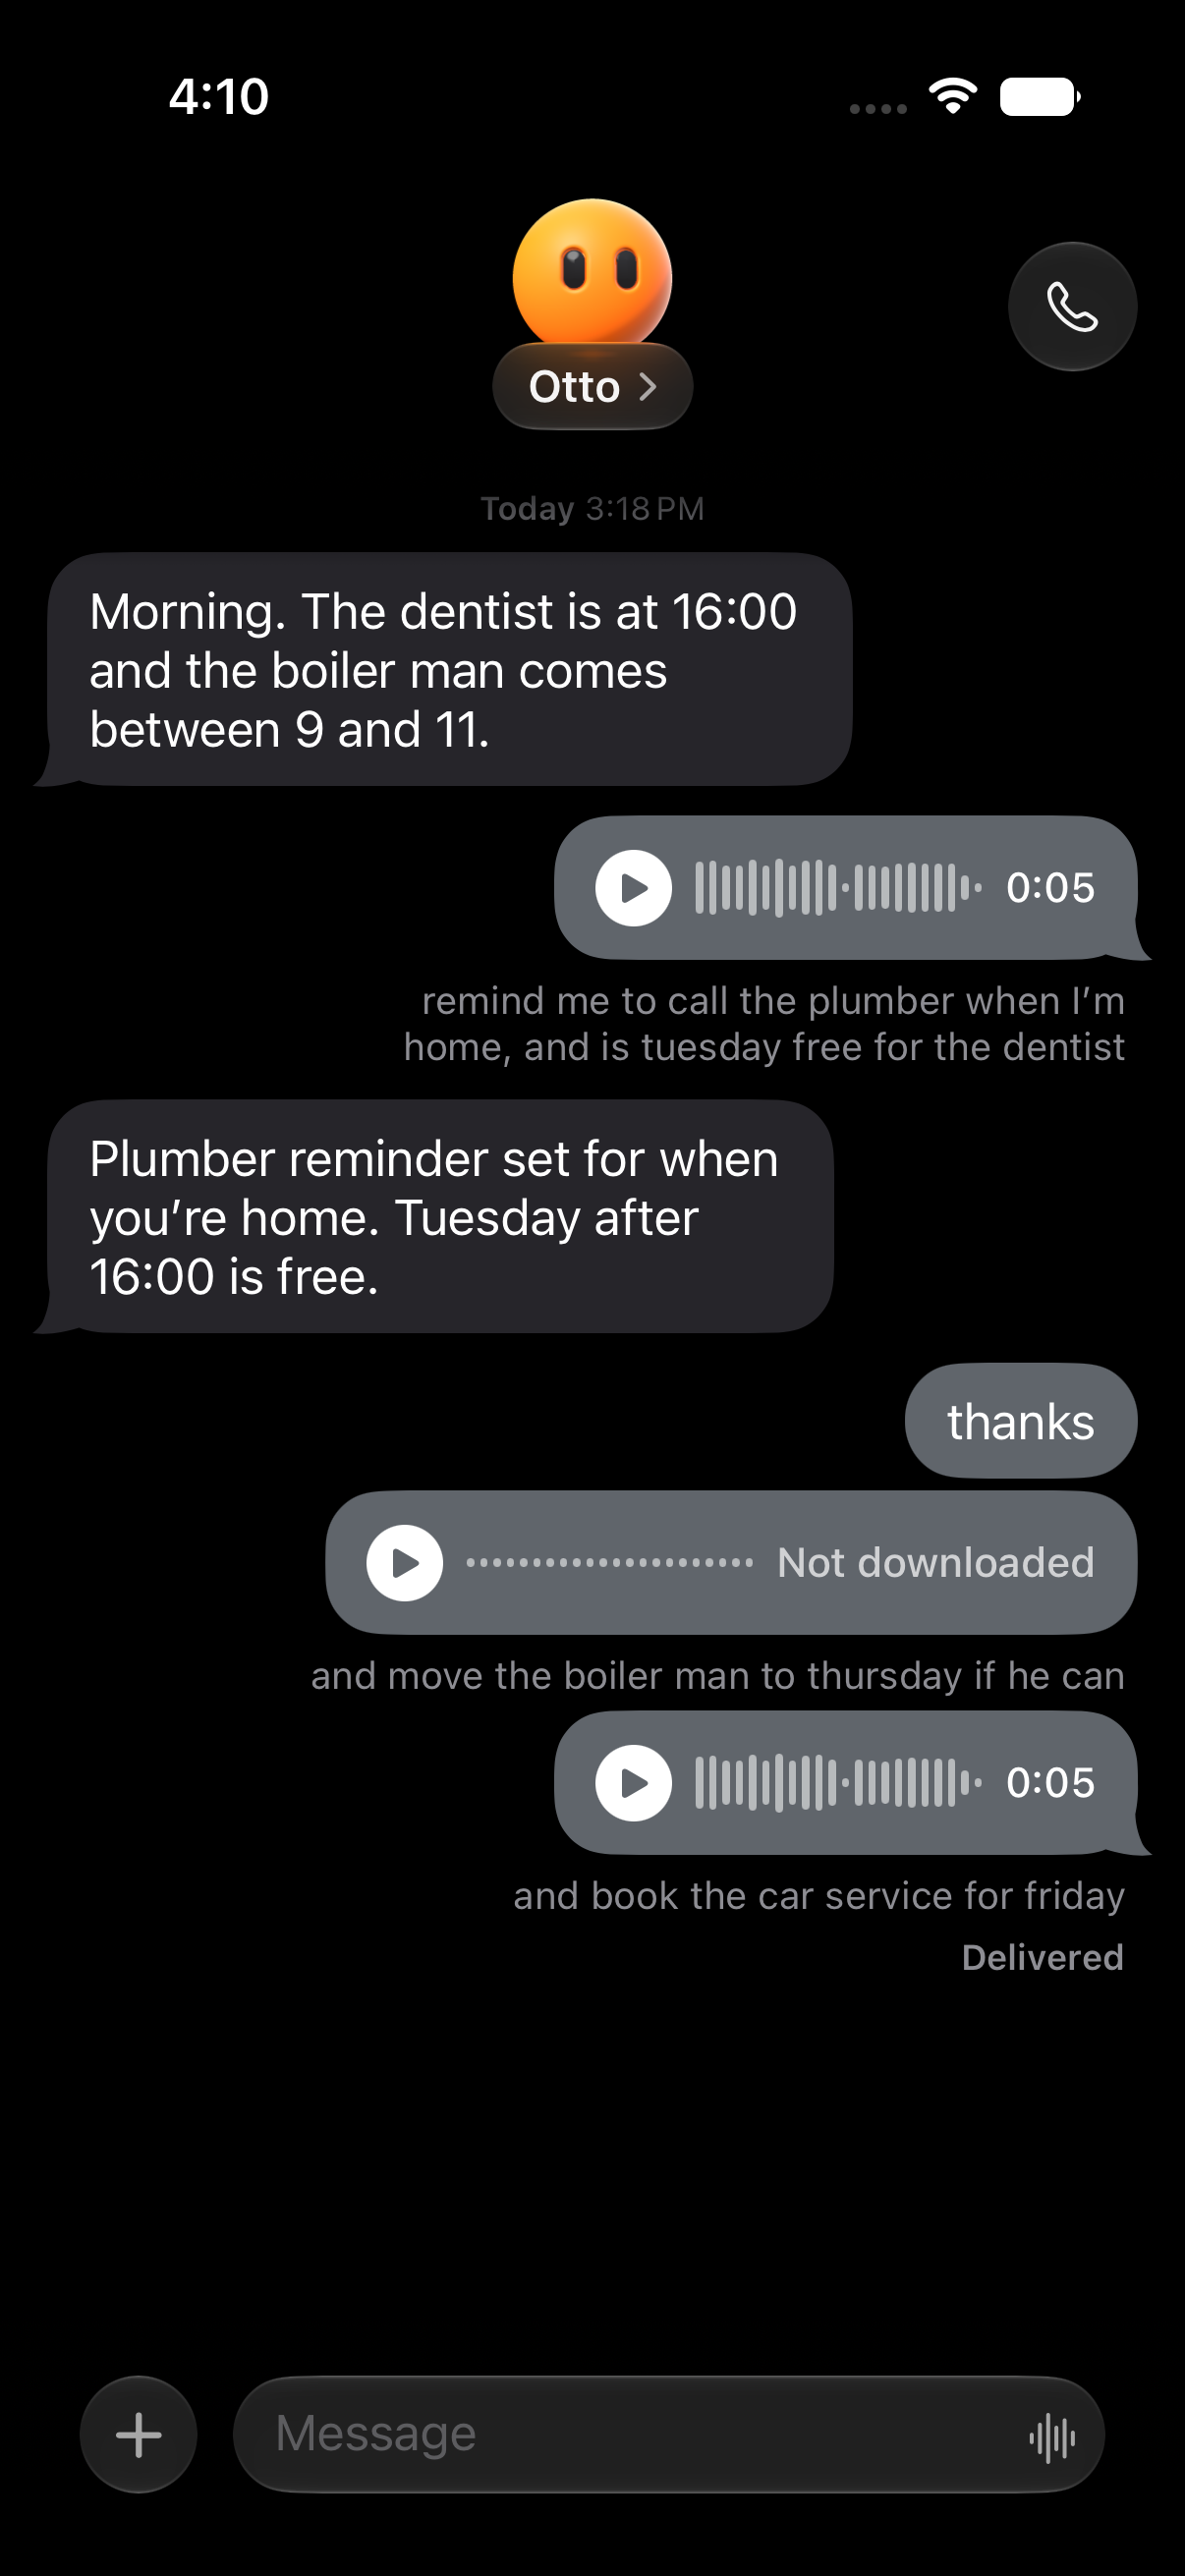 4:10
Otto
Today 3:18 PM
Morning. The dentist is at 16:00
and the boiler man comes
between 9 and 11.
0:05
remind me to call the plumber when I’m
home, and is tuesday free for the dentist
Plumber reminder set for when
you’re home. Tuesday after
16:00 is free.
thanks
Not downloaded
and move the boiler man to thursday if he can
0:05
and book the car service for friday
Delivered
Message